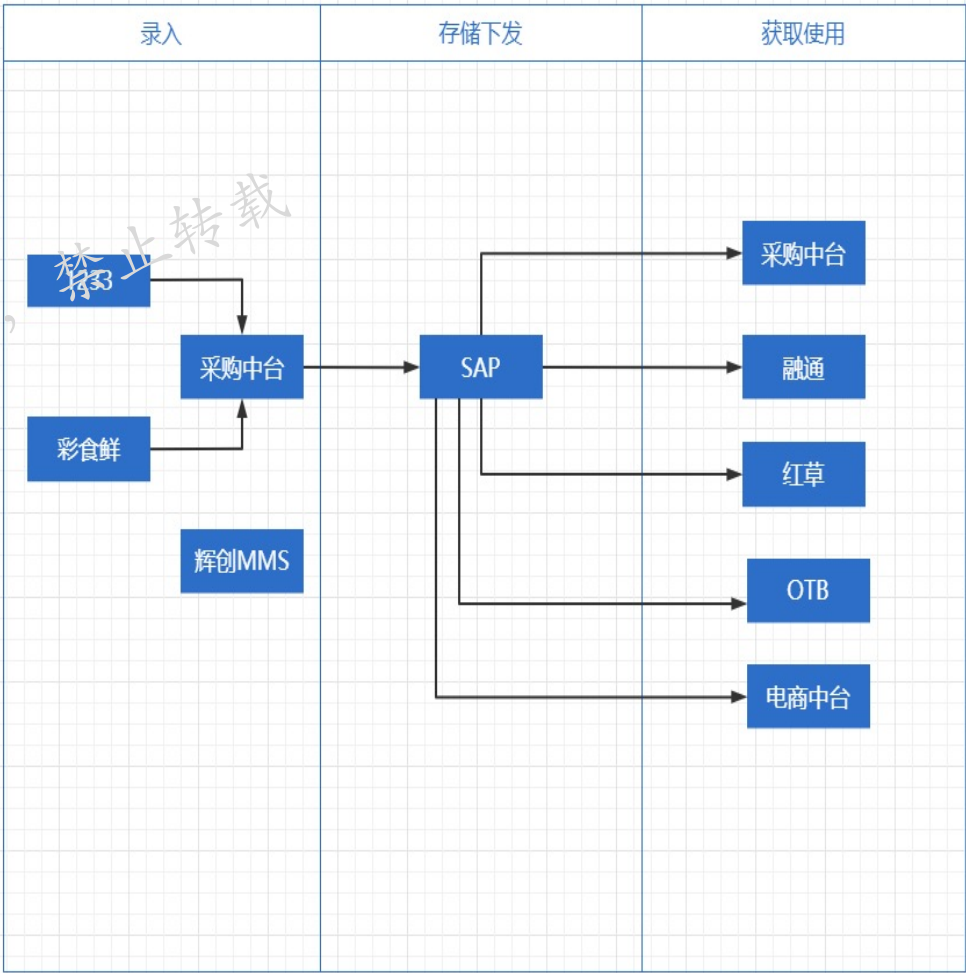 录入
存储下发
获取使用
，禁止转载
1233
采购中台
彩食鲜
辉创MMS
SAP
采购中台
融通
红草
OTB
电商中台